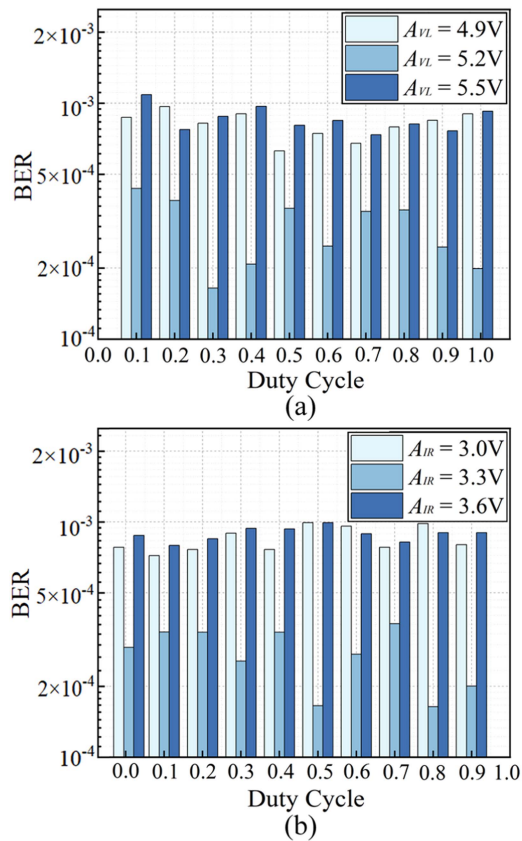 2×10⁻³
10⁻³
5×10⁻⁴
2×10⁻⁴
10⁻⁴
BER
A_VL = 4.9V
A_VL = 5.2V
A_VL = 5.5V
0.0 0.1 0.2 0.3 0.4 0.5 0.6 0.7 0.8 0.9 1.0
Duty Cycle
(a)
2×10⁻³
10⁻³
5×10⁻⁴
2×10⁻⁴
10⁻⁴
BER
A_IR = 3.0V
A_IR = 3.3V
A_IR = 3.6V
0.0 0.1 0.2 0.3 0.4 0.5 0.6 0.7 0.8 0.9 1.0
Duty Cycle
(b)